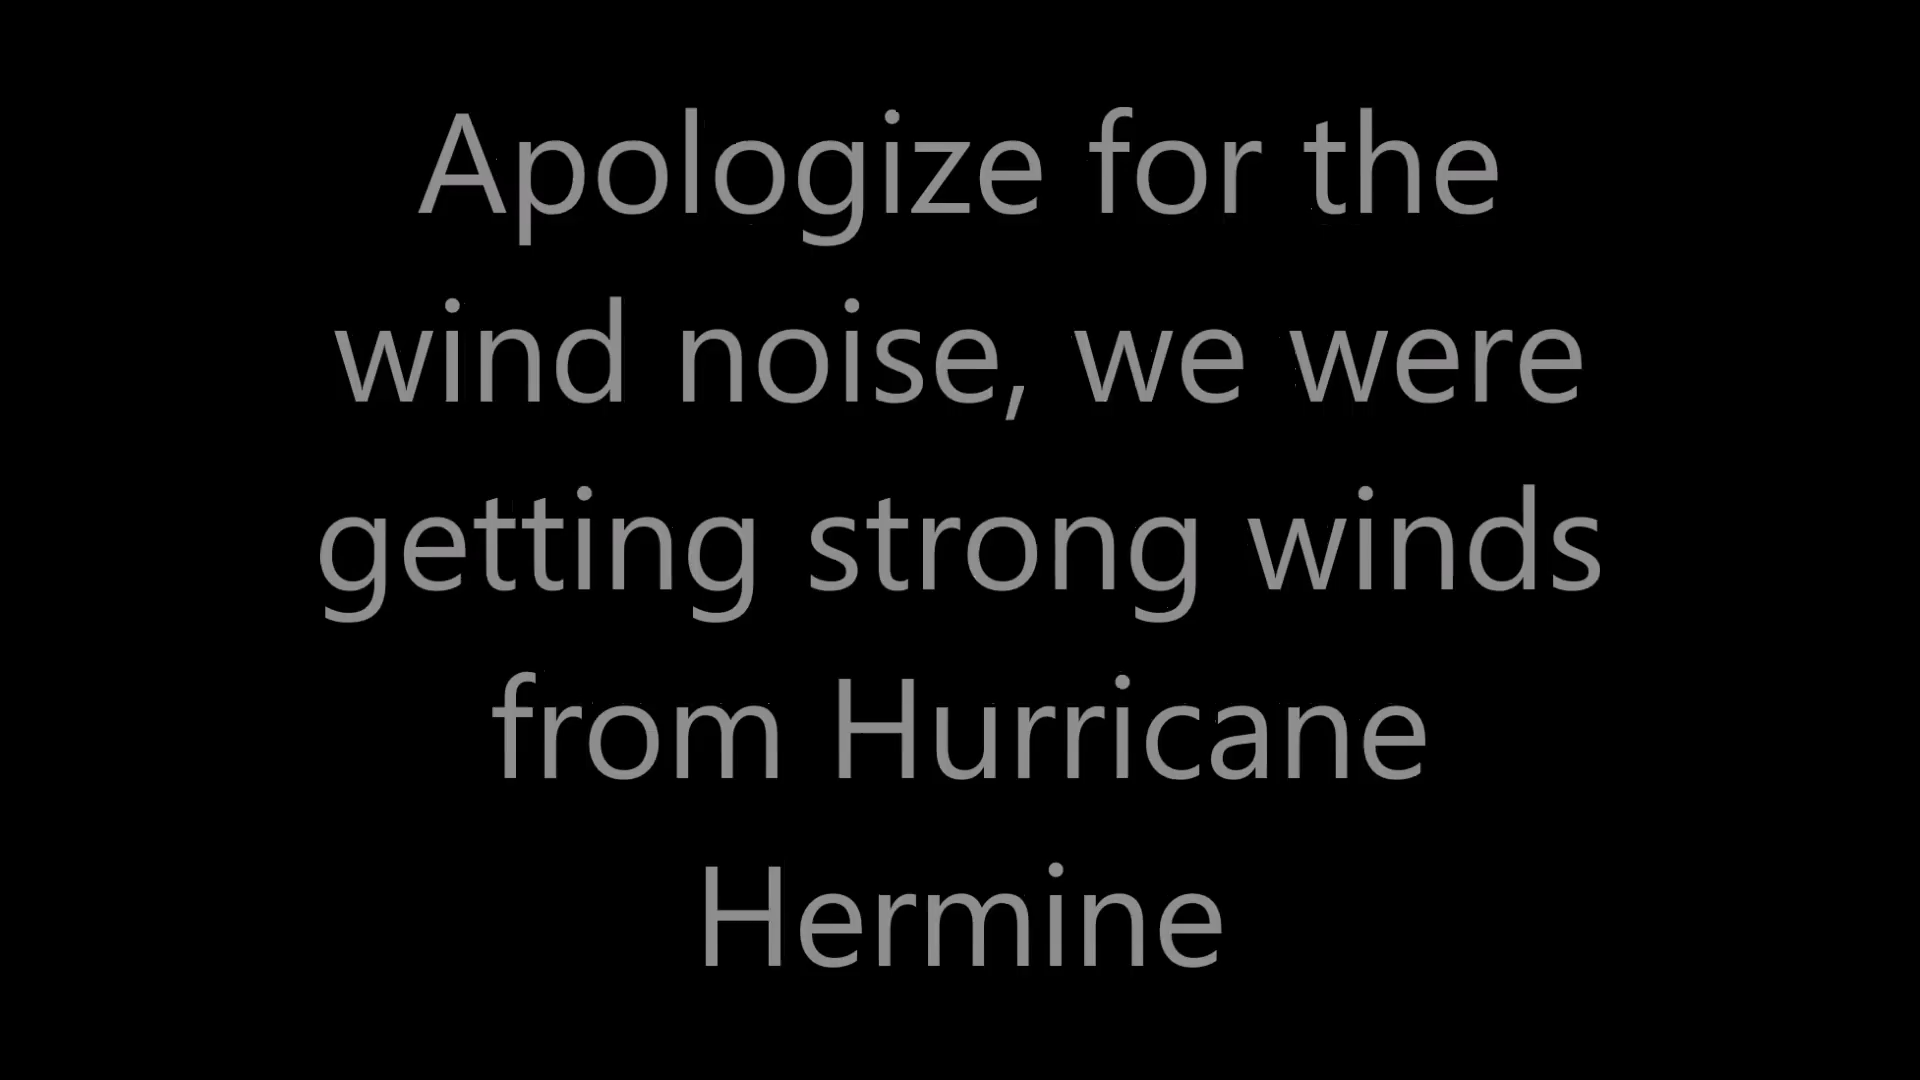 Apologize for the
wind noise, we were
getting strong winds
from Hurricane
Hermine